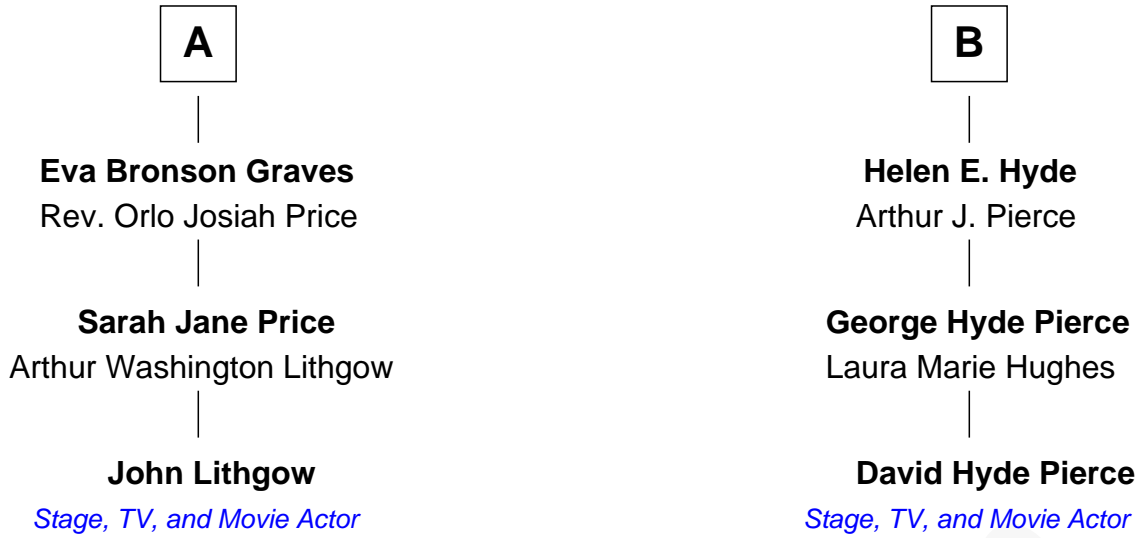 A
B
Eva Bronson Graves
Helen E. Hyde
Rev. Orlo Josiah Price
Arthur J. Pierce
Sarah Jane Price
George Hyde Pierce
Arthur Washington Lithgow
Laura Marie Hughes
John Lithgow
David Hyde Pierce
Stage, TV, and Movie Actor
Stage, TV, and Movie Actor